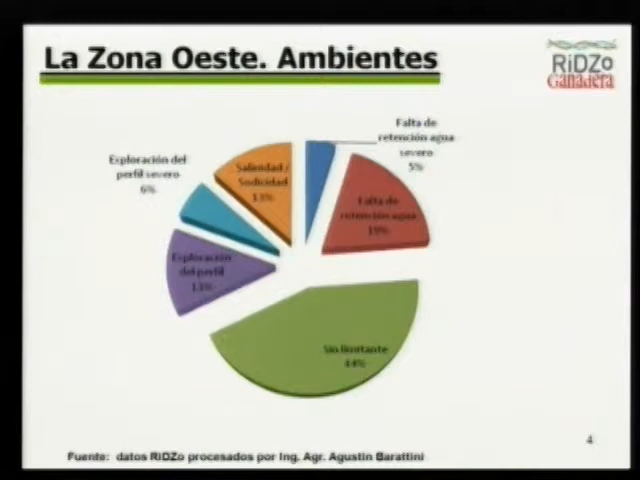 La Zona Oeste. Ambientes
RiDZo
Ganadera
Falta de
retención agua
severo
5%
Exploración del
perfil severo
6%
Salinidad /
Sodicidad
13%
Falta de
retención agua
19%
Exploración
del perfil
13%
Sin limitante
44%
4
Fuente: datos RIDZo procesados por Ing. Agr. Agustin Barattini